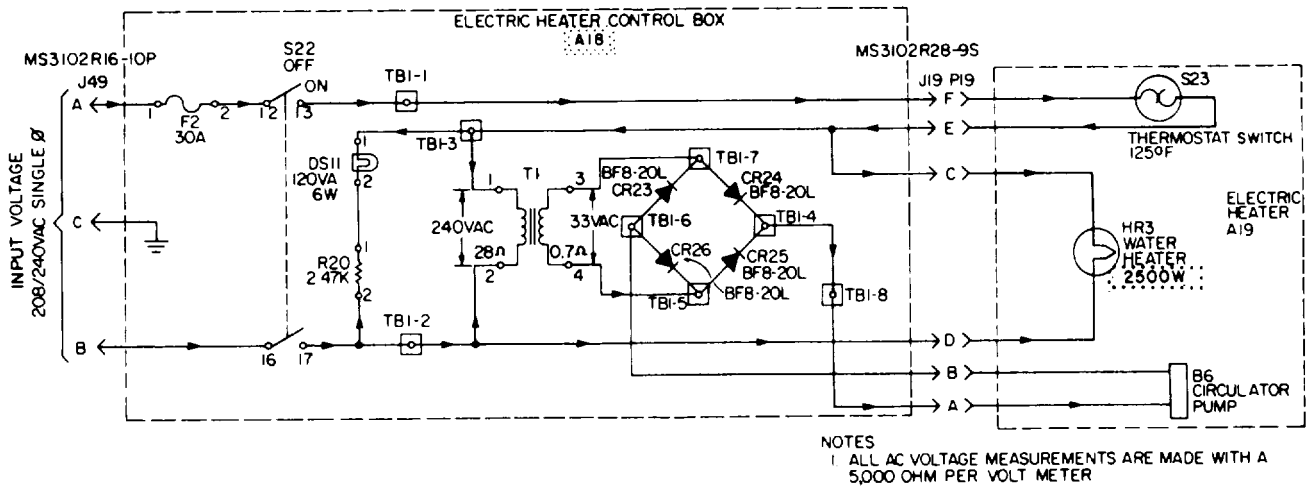 ELECTRIC HEATER CONTROL BOX
A18
MS3102R16-10P
J49
S22
OFF
ON
TB1-1
MS3102R28-9S
J19 P19
S23
A
1
F2
30A
2
12
13
F
E
THERMOSTAT SWITCH
125°F
TB1-3
1
DS11
120VA
6W
2
T1
1
3
240VAC
33VAC
28Ω
2
0.7Ω
4
TB1-7
BF8-20L
CR23
CR24
BF8-20L
TB1-6
TB1-4
CR26
CR25
BF8-20L
BF8-20L
TB1-5
TB1-8
C
ELECTRIC
HEATER
A19
HR3
WATER
HEATER
2500W
INPUT VOLTAGE
208/240VAC SINGLE Ø
C
1
R20
2.47K
2
TB1-2
B
16
17
D
B
A
B6
CIRCULATOR
PUMP
NOTES
1. ALL AC VOLTAGE MEASUREMENTS ARE MADE WITH A
5,000 OHM PER VOLT METER